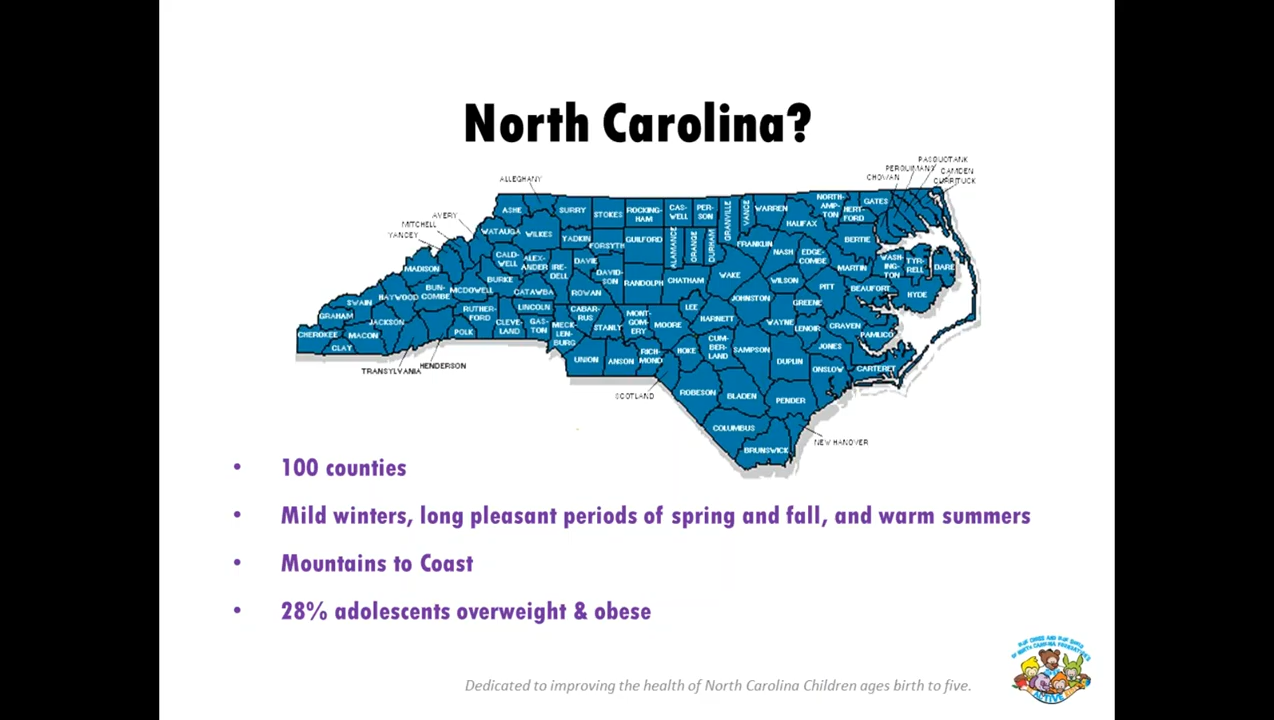 North Carolina?
PASQUOTANK
PERQUIMANS
CAMDEN
CHOWAN
CURRITUCK
ALLEGHANY
AVERY
MITCHELL
YANCEY
ASHE
SURRY
STOKES
ROCKING-
HAM
CAS-
WELL
PER-
SON
GRANVILLE
VANCE
WARREN
NORTH-
AMP-
TON
HERT-
FORD
GATES
HALIFAX
WATAUGA
WILKES
YADKIN
FORSYTH
GUILFORD
ALAMANCE
ORANGE
DURHAM
FRANKLIN
NASH
EDGE-
COMBE
BERTIE
MARTIN
WASH-
ING-
TON
TYR-
RELL
DARE
MADISON
CALD-
WELL
ALEX-
ANDER
IRE-
DELL
DAVIE
DAVID-
SON
RANDOLPH
CHATHAM
WAKE
WILSON
PITT
BEAUFORT
HYDE
SWAIN
HAYWOOD
BUN-
COMBE
MCDOWELL
BURKE
CATAWBA
ROWAN
JOHNSTON
GREENE
GRAHAM
JACKSON
RUTHER-
FORD
LINCOLN
CLEVE-
LAND
GAS-
TON
CABAR-
RUS
STANLY
MONT-
GOM-
ERY
MOORE
LEE
HARNETT
WAYNE
LENOIR
CRAVEN
PAMLICO
CHEROKEE
MACON
CLAY
POLK
MECK-
LEN-
BURG
UNION
ANSON
RICH-
MOND
HOKE
CUM-
BER-
LAND
SAMPSON
DUPLIN
JONES
ONSLOW
CARTERET
TRANSYLVANIA
HENDERSON
SCOTLAND
ROBESON
BLADEN
PENDER
COLUMBUS
BRUNSWICK
NEW HANOVER
• 100 counties
• Mild winters, long pleasant periods of spring and fall, and warm summers
• Mountains to Coast
• 28% adolescents overweight & obese
Dedicated to improving the health of North Carolina Children ages birth to five.